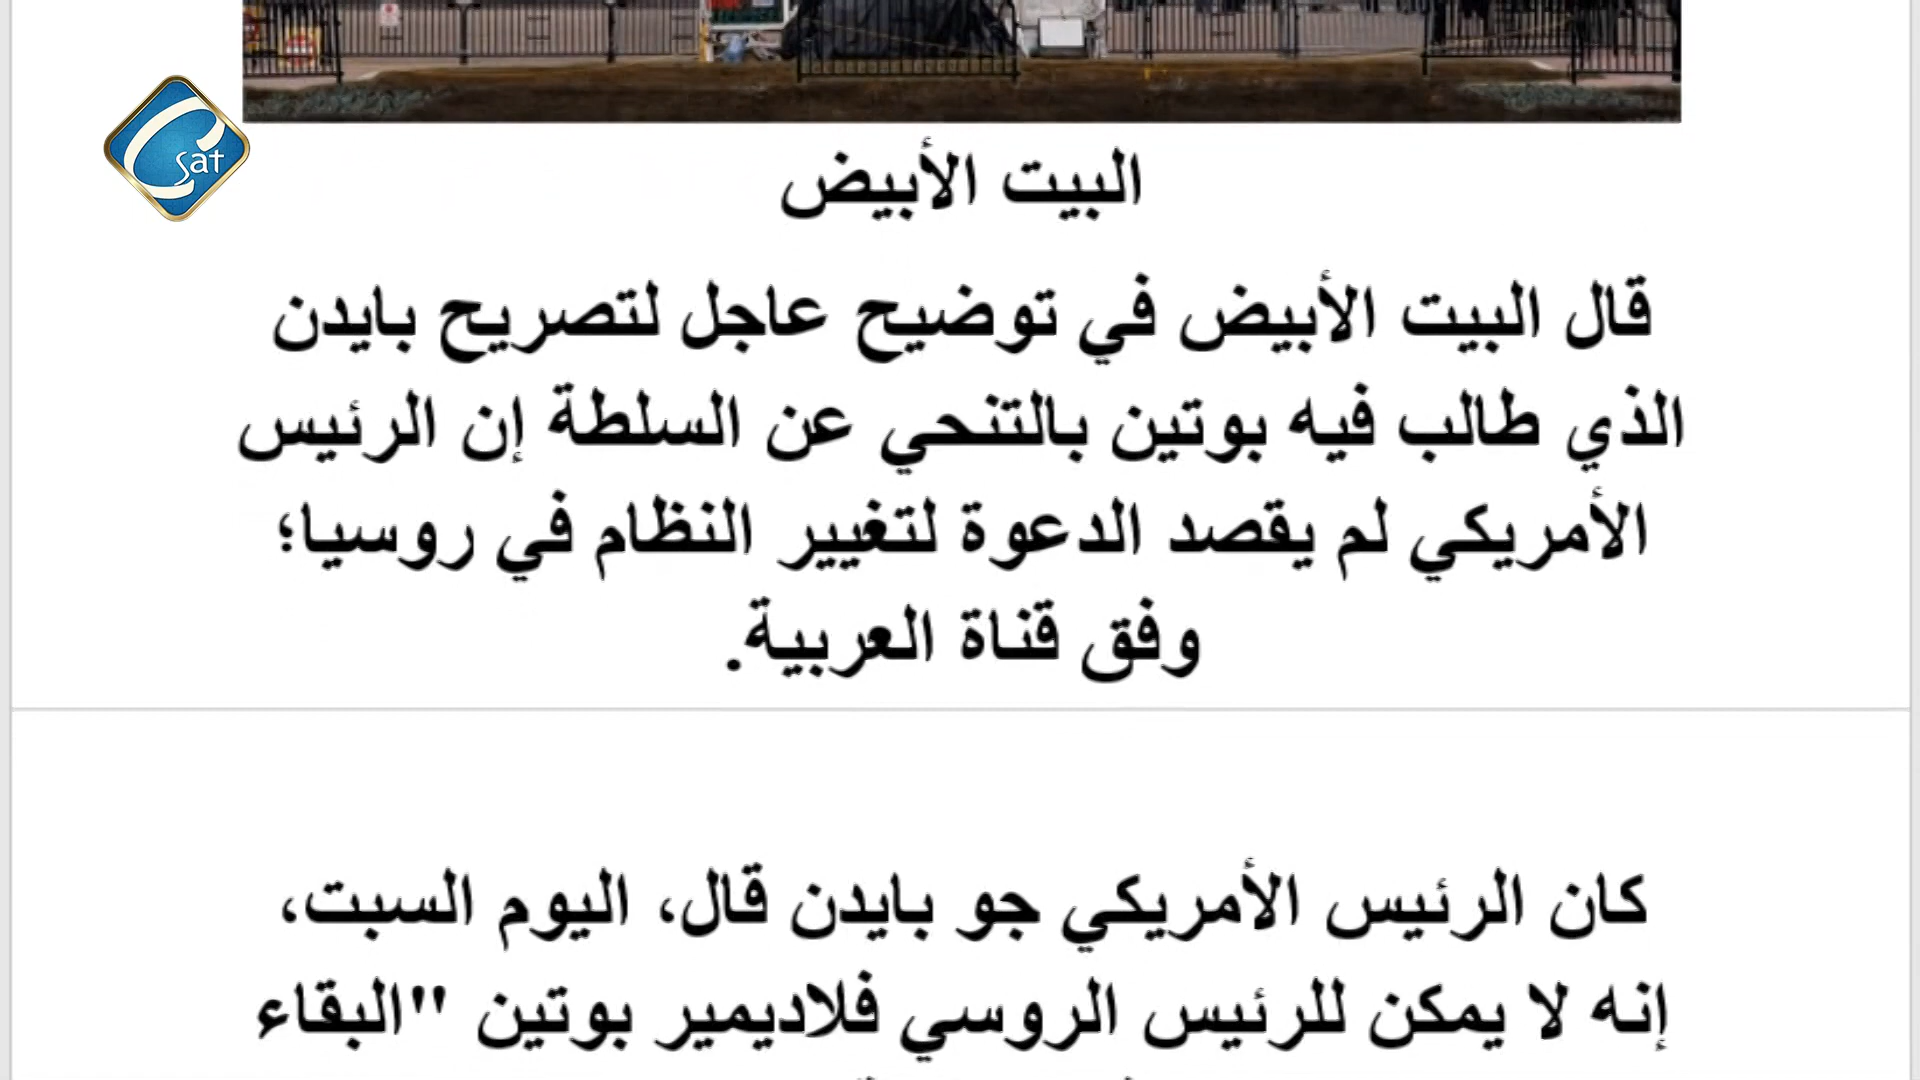 C sat
البيت الأبيض
قال البيت الأبيض في توضيح عاجل لتصريح بايدن
الذي طالب فيه بوتين بالتنحي عن السلطة إن الرئيس
الأمريكي لم يقصد الدعوة لتغيير النظام في روسيا؛
وفق قناة العربية.
كان الرئيس الأمريكي جو بايدن قال، اليوم السبت،
إنه لا يمكن للرئيس الروسي فلاديمير بوتين "البقاء